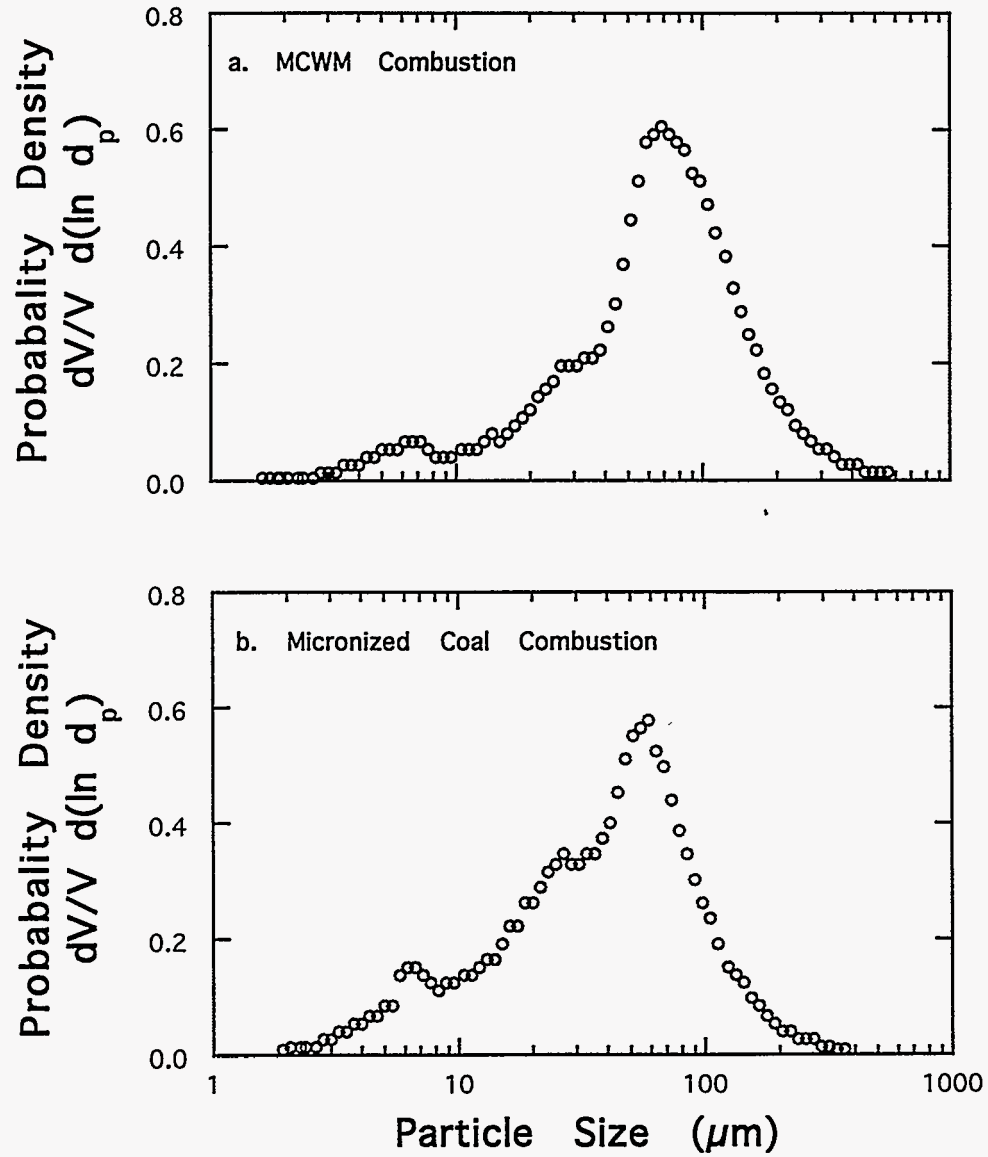 0.8
a. MCWM Combustion
0.6
0.4
0.2
0.0
Probabality Density
dV/V d(ln dp)
0.8
b. Micronized Coal Combustion
0.6
0.4
0.2
0.0
Probabality Density
dV/V d(ln dp)
1 10 100 1000
Particle Size (μm)